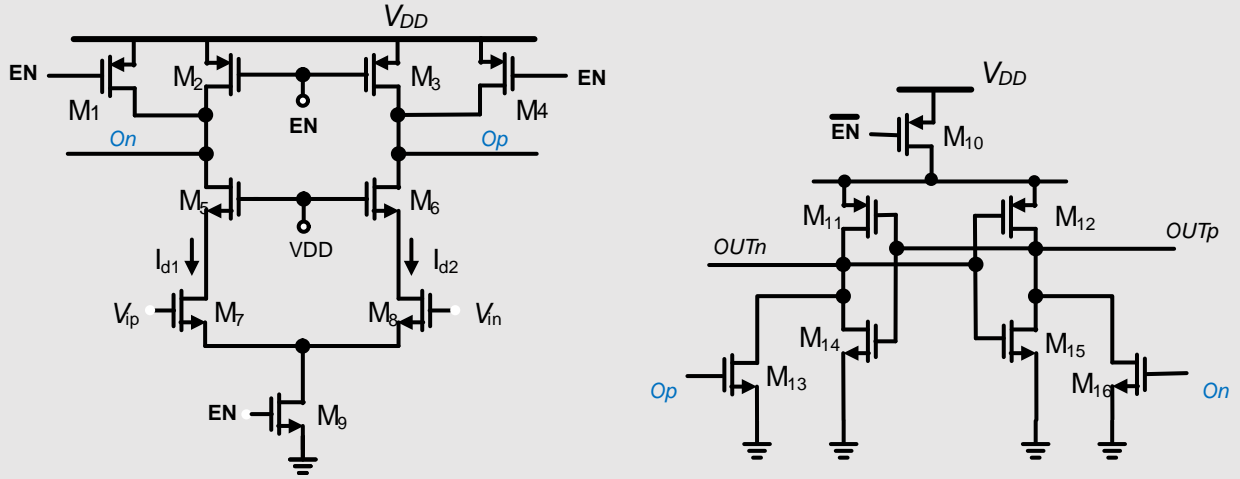 VDD
EN
M1
M2
EN
M3
M4
EN
On
Op
M5
VDD
M6
Id1
Id2
Vip
M7
M8
Vin
EN
M9
VDD
EN
M10
M11
M12
OUTn
OUTp
Op
M13
M14
M15
M16
On